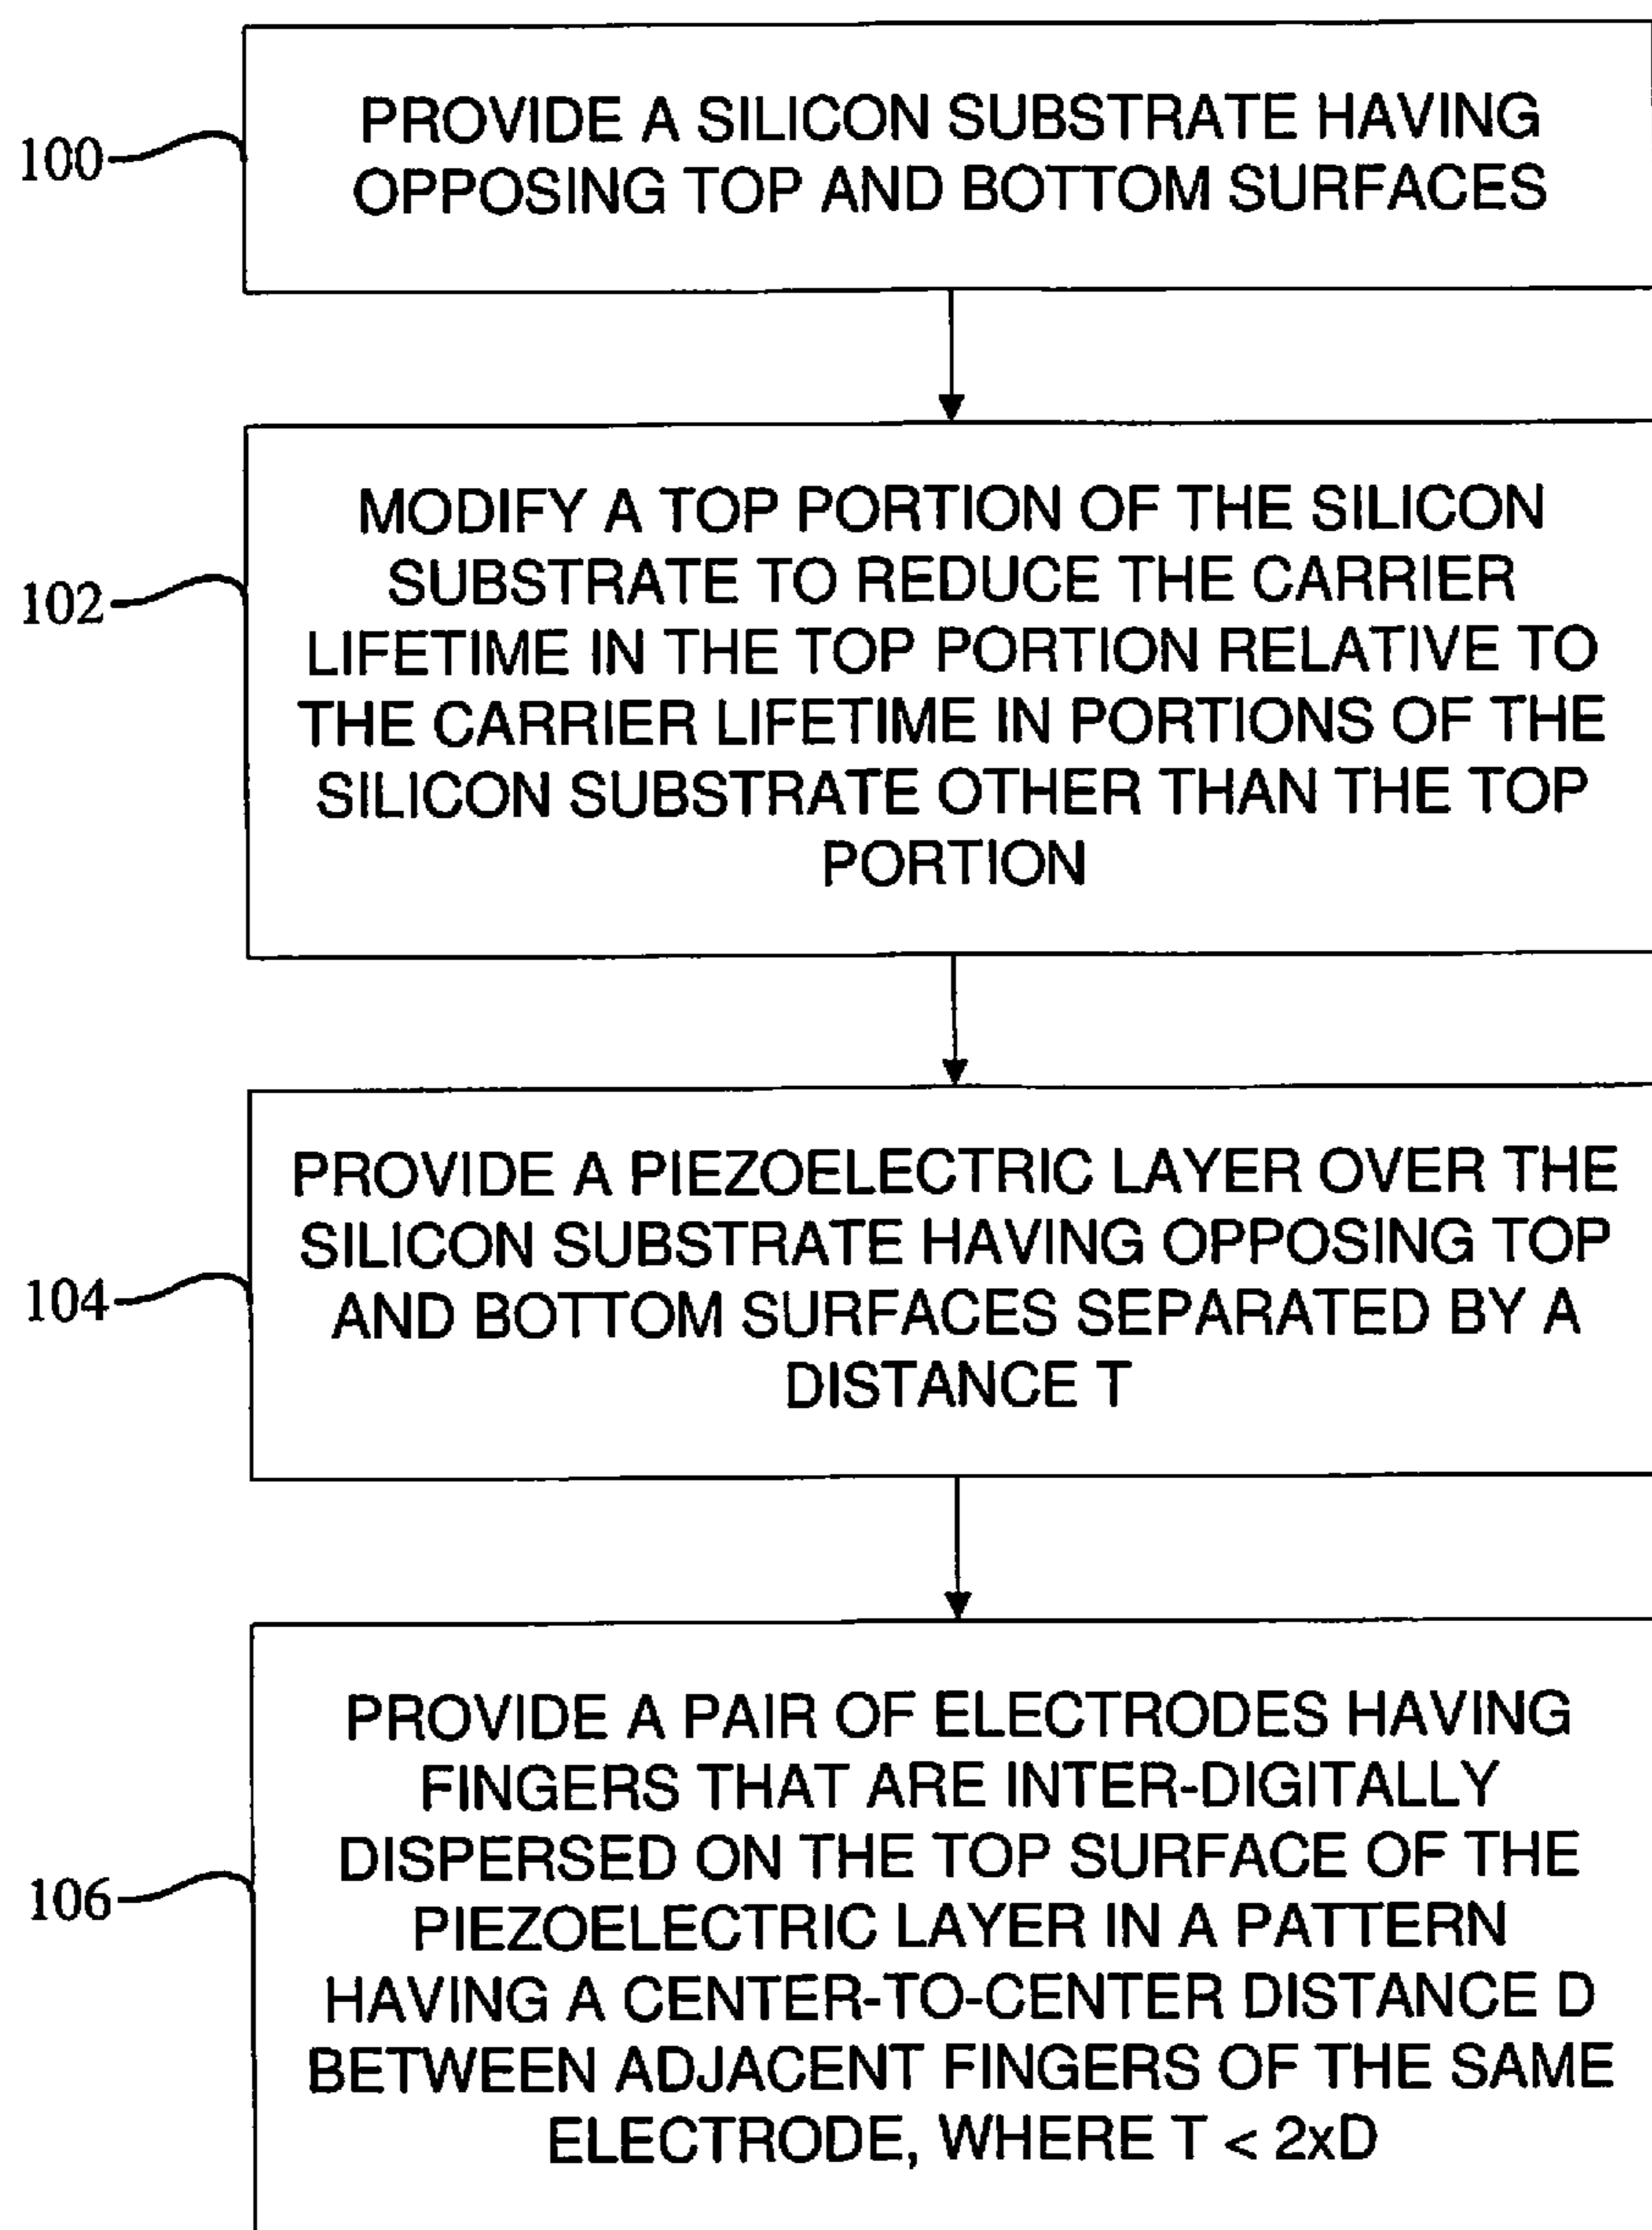 PROVIDE A SILICON SUBSTRATE HAVING
OPPOSING TOP AND BOTTOM SURFACES
100
MODIFY A TOP PORTION OF THE SILICON
SUBSTRATE TO REDUCE THE CARRIER
LIFETIME IN THE TOP PORTION RELATIVE TO
THE CARRIER LIFETIME IN PORTIONS OF THE
SILICON SUBSTRATE OTHER THAN THE TOP
PORTION
102
PROVIDE A PIEZOELECTRIC LAYER OVER THE
SILICON SUBSTRATE HAVING OPPOSING TOP
AND BOTTOM SURFACES SEPARATED BY A
DISTANCE T
104
PROVIDE A PAIR OF ELECTRODES HAVING
FINGERS THAT ARE INTER-DIGITALLY
DISPERSED ON THE TOP SURFACE OF THE
PIEZOELECTRIC LAYER IN A PATTERN
HAVING A CENTER-TO-CENTER DISTANCE D
BETWEEN ADJACENT FINGERS OF THE SAME
ELECTRODE, WHERE T < 2xD
106